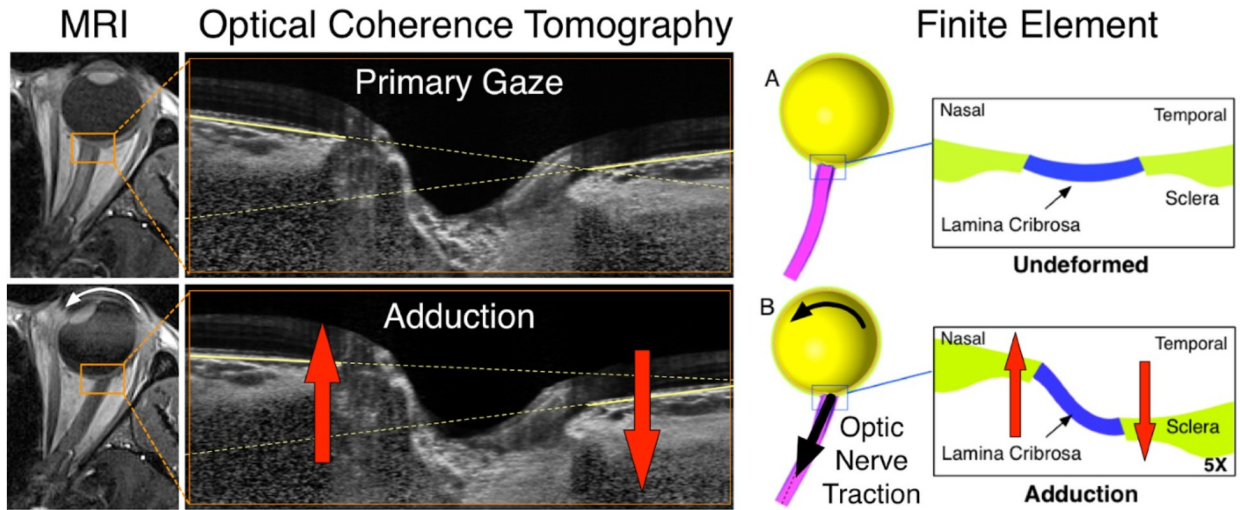 MRI
Optical Coherence Tomography
Finite Element
Primary Gaze
A
Nasal
Temporal
Sclera
Lamina Cribrosa
Undeformed
Adduction
B
Optic
Nerve
Traction
Nasal
Temporal
Sclera
Lamina Cribrosa
5X
Adduction